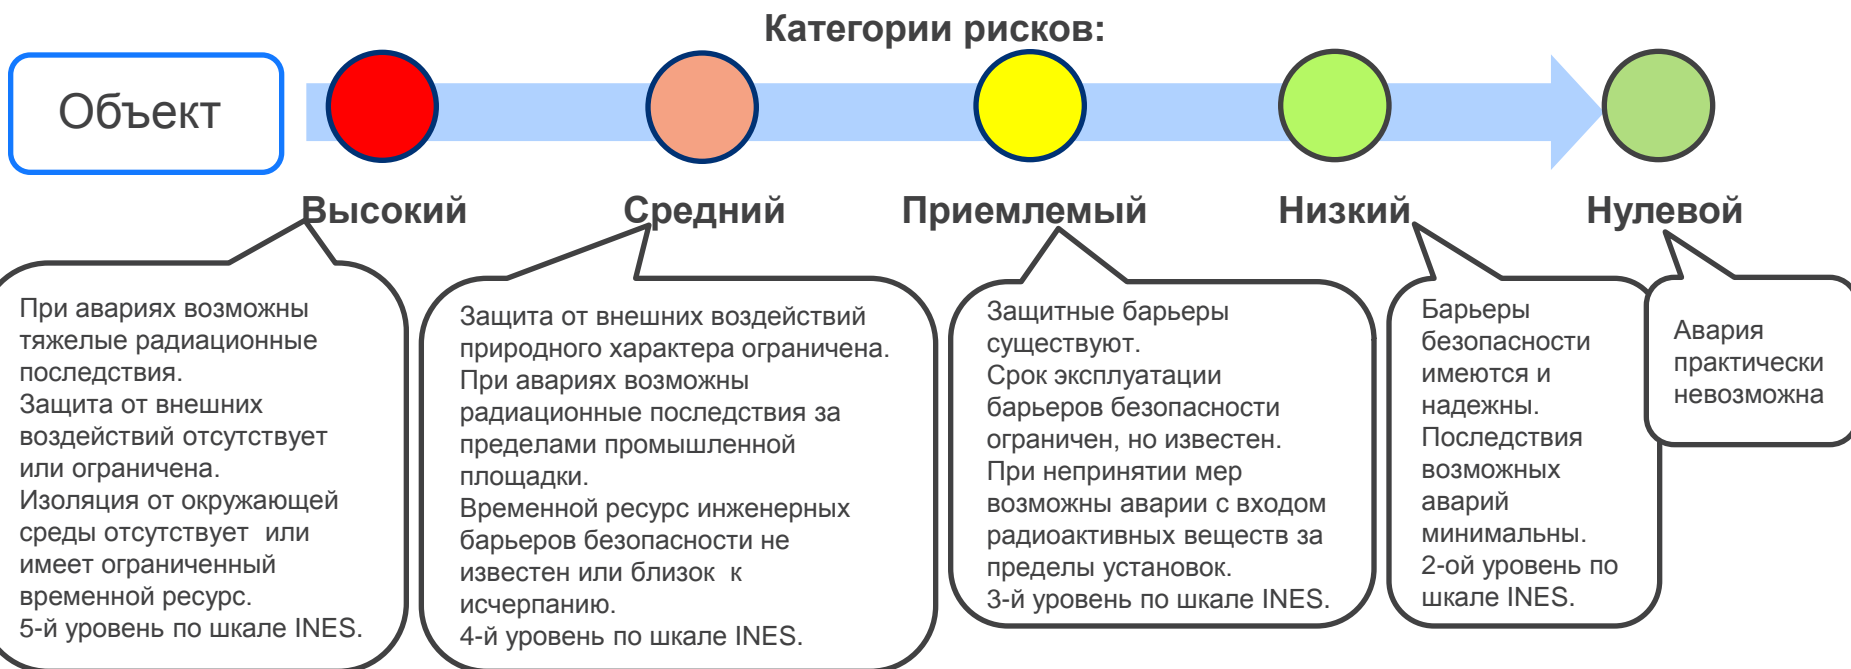 Категории рисков:
Объект
Высокий
Средний
Приемлемый
Низкий
Нулевой
При авариях возможны
тяжелые радиационные
последствия.
Защита от внешних
воздействий отсутствует
или ограничена.
Изоляция от окружающей
среды отсутствует или
имеет ограниченный
временной ресурс.
5-й уровень по шкале INES.
Защита от внешних воздействий
природного характера ограничена.
При авариях возможны
радиационные последствия за
пределами промышленной
площадки.
Временной ресурс инженерных
барьеров безопасности не
известен или близок к
исчерпанию.
4-й уровень по шкале INES.
Защитные барьеры
существуют.
Срок эксплуатации
барьеров безопасности
ограничен, но известен.
При непринятии мер
возможны аварии с входом
радиоактивных веществ за
пределы установок.
3-й уровень по шкале INES.
Барьеры
безопасности
имеются и
надежны.
Последствия
возможных
аварий
минимальны.
2-ой уровень по
шкале INES.
Авария
практически
невозможна